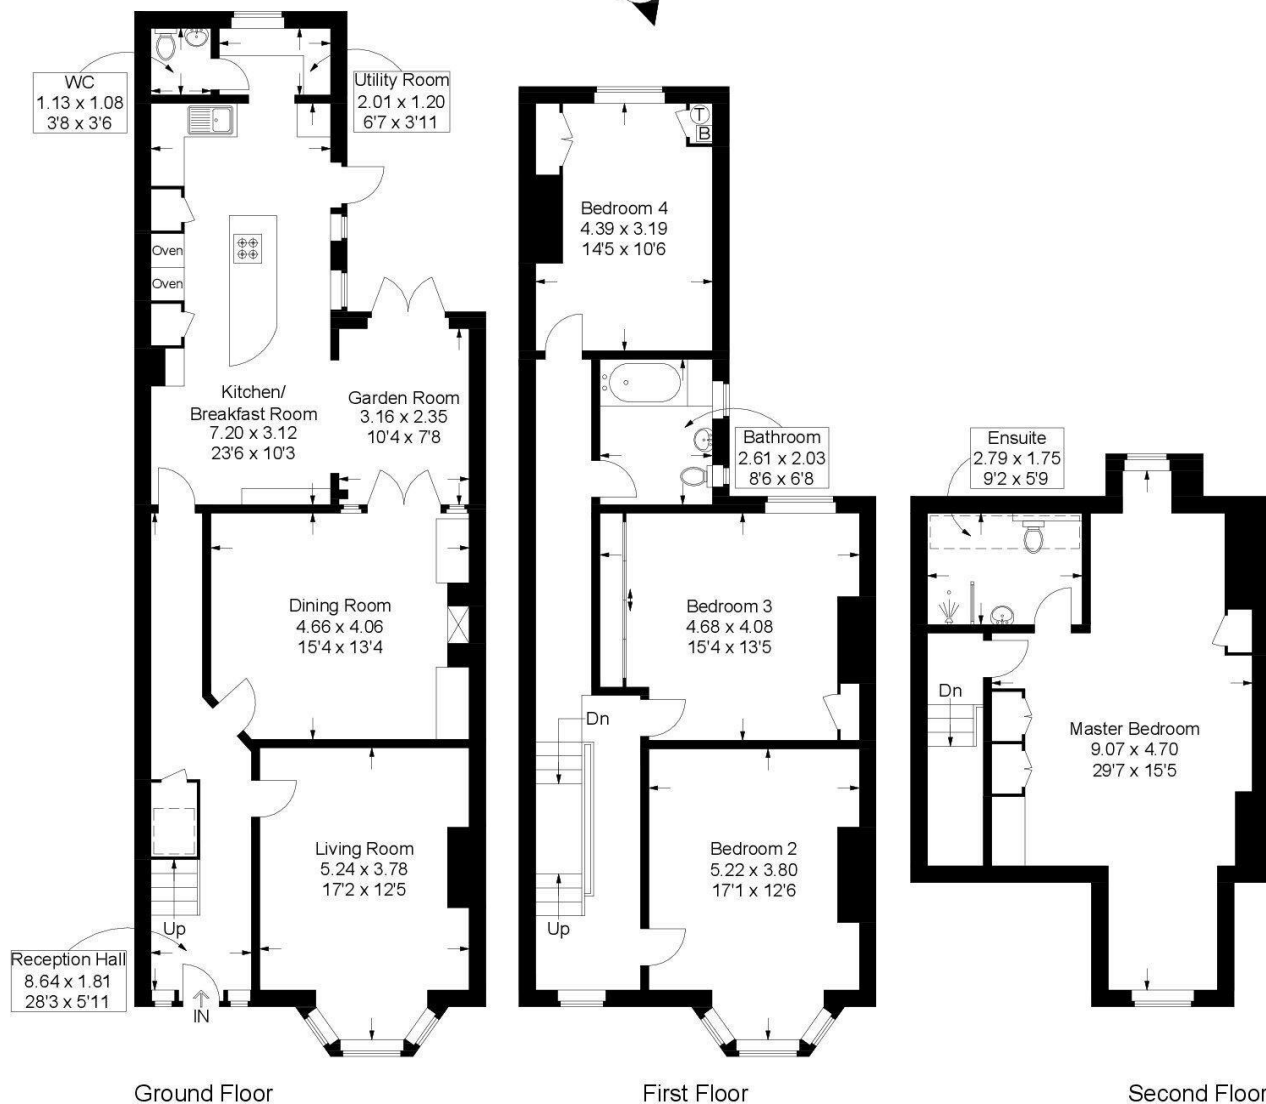 WC
1.13 x 1.08
3'8 x 3'6
Utility Room
2.01 x 1.20
6'7 x 3'11
Oven
Oven
Kitchen/
Breakfast Room
7.20 x 3.12
23'6 x 10'3
Garden Room
3.16 x 2.35
10'4 x 7'8
Dining Room
4.66 x 4.06
15'4 x 13'4
Living Room
5.24 x 3.78
17'2 x 12'5
Up
Reception Hall
8.64 x 1.81
28'3 x 5'11
IN
Ground Floor
T
B
Bedroom 4
4.39 x 3.19
14'5 x 10'6
Bathroom
2.61 x 2.03
8'6 x 6'8
Bedroom 3
4.68 x 4.08
15'4 x 13'5
Dn
Bedroom 2
5.22 x 3.80
17'1 x 12'6
Up
First Floor
Ensuite
2.79 x 1.75
9'2 x 5'9
Dn
Master Bedroom
9.07 x 4.70
29'7 x 15'5
Second Floor